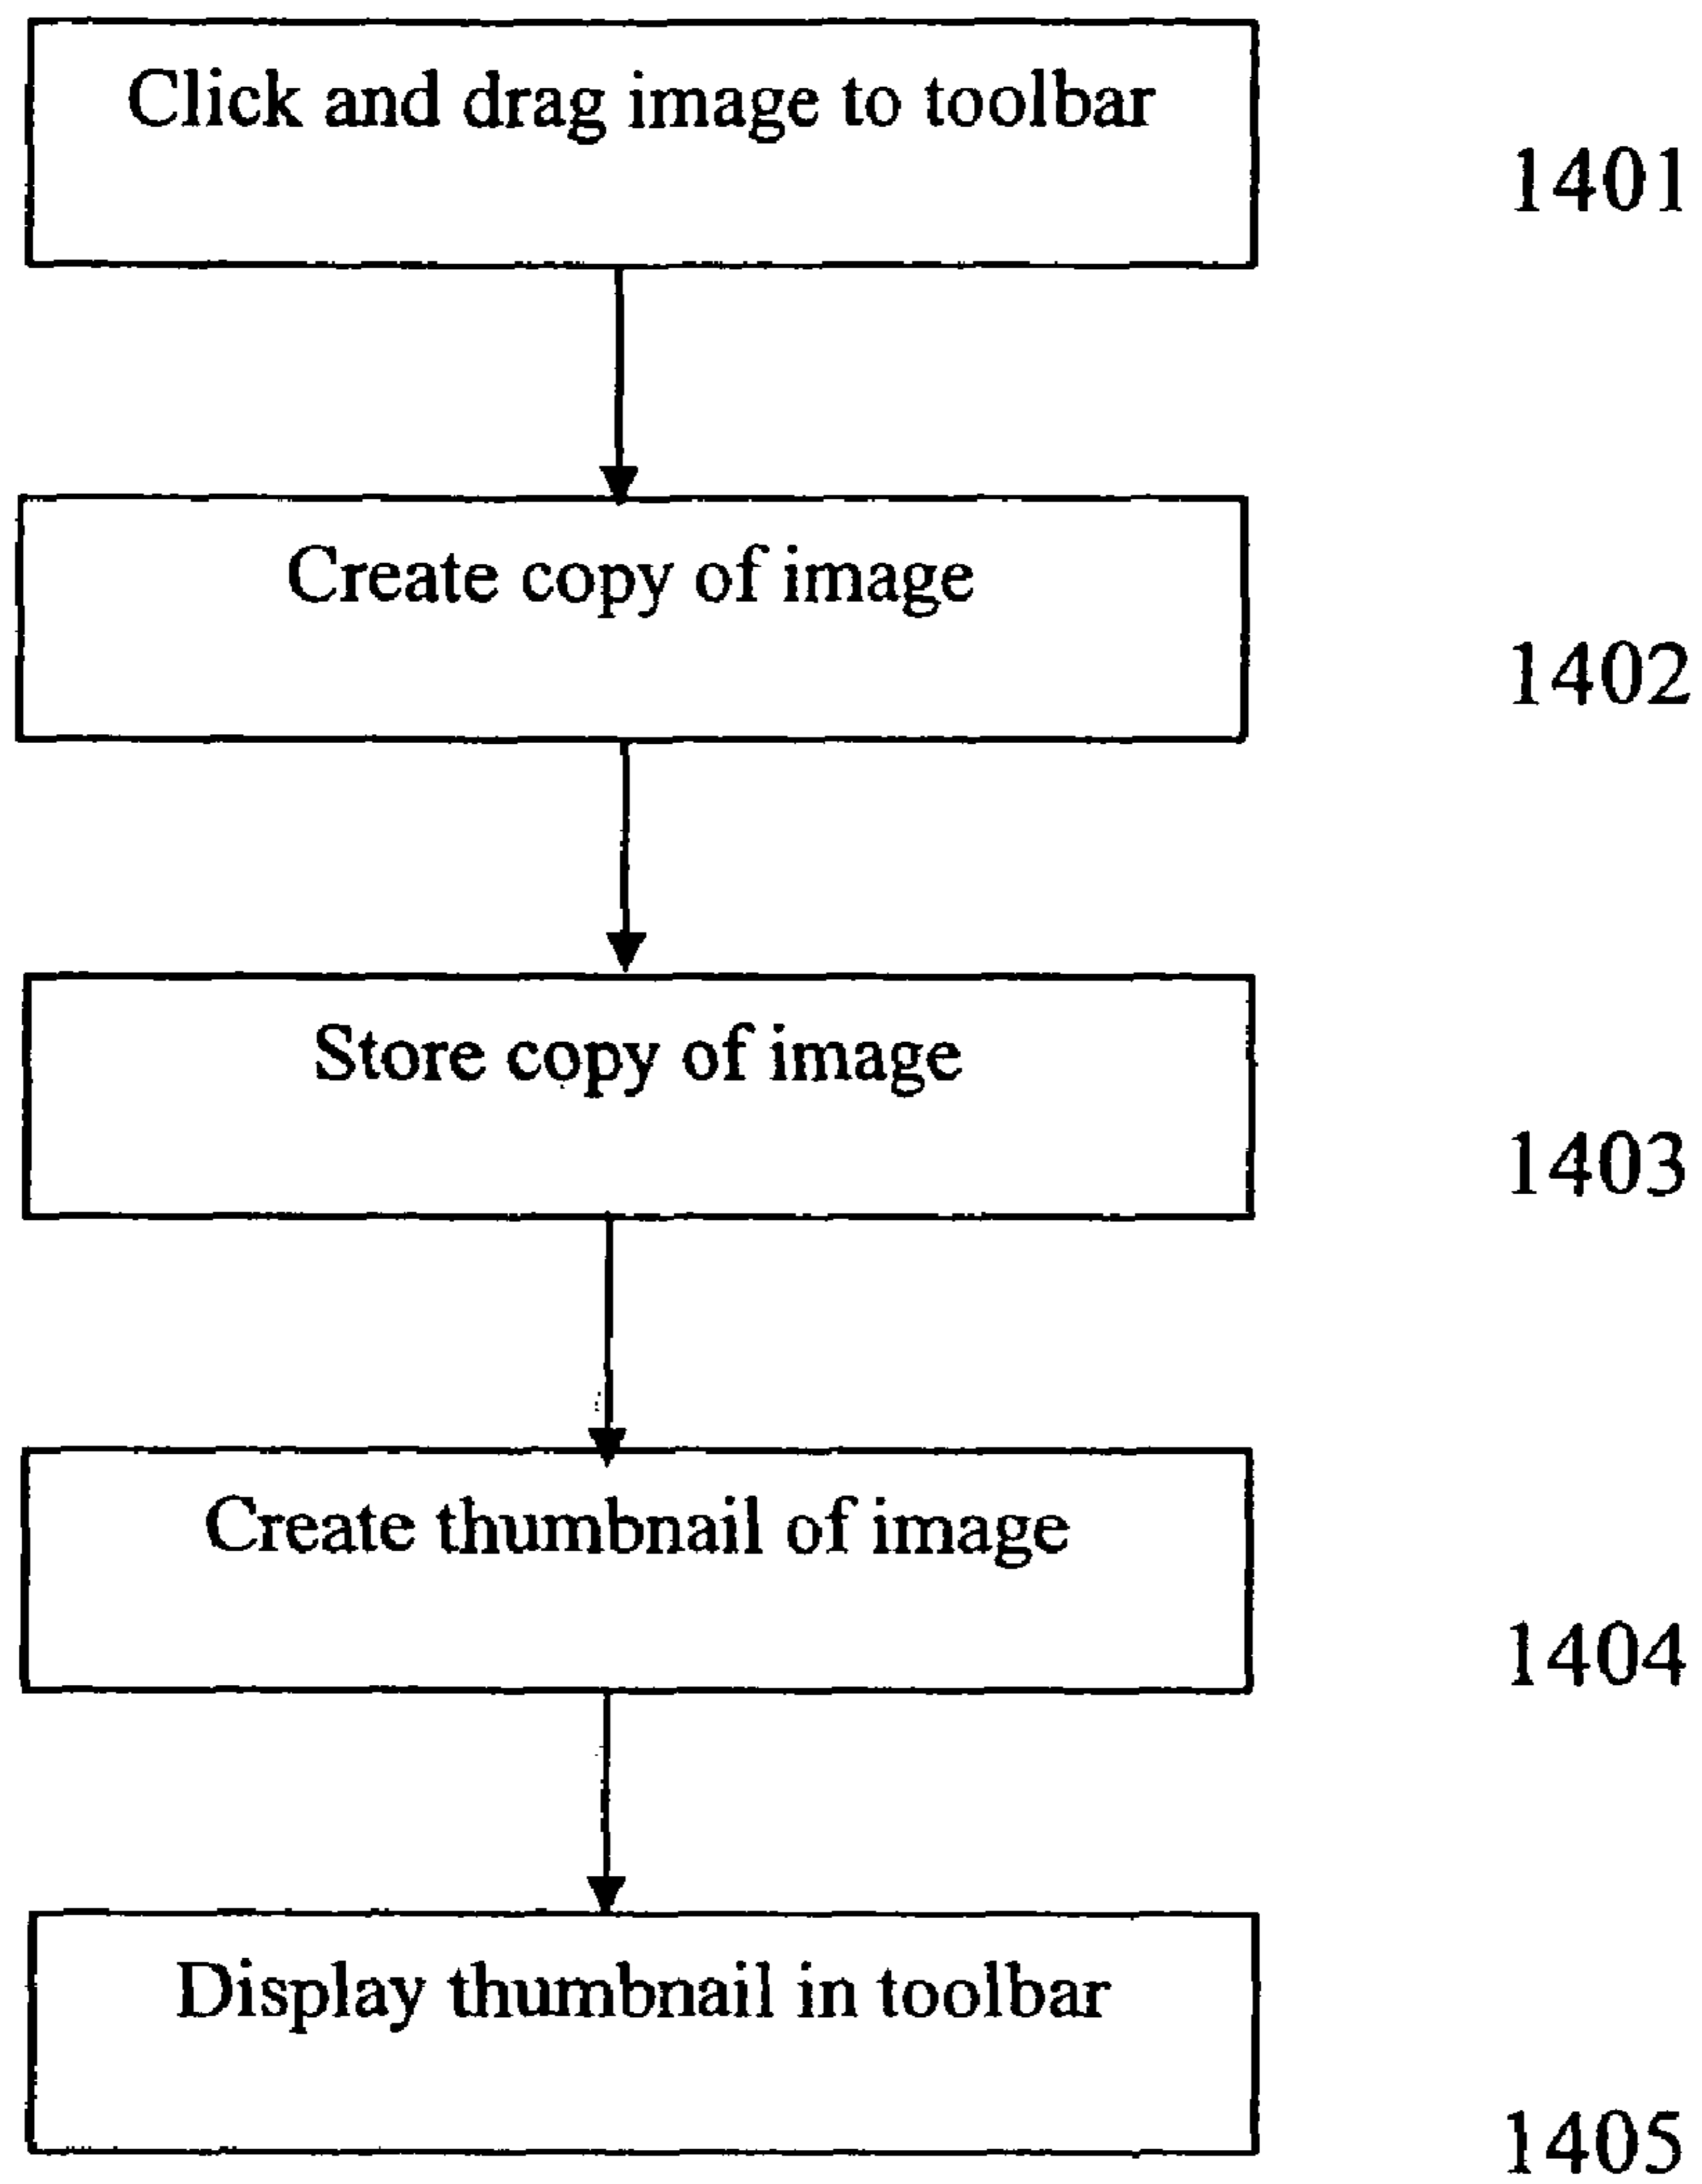 Click and drag image to toolbar
1401
Create copy of image
1402
Store copy of image
1403
Create thumbnail of image
1404
Display thumbnail in toolbar
1405